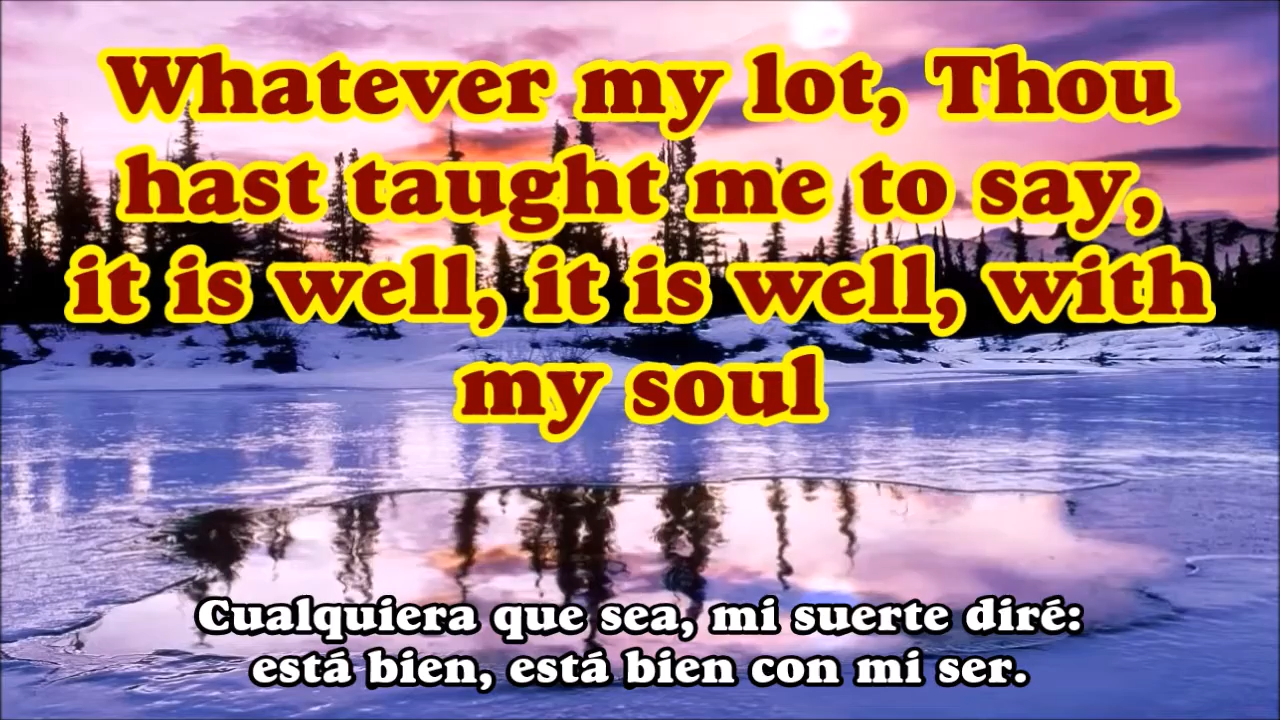 Whatever my lot, Thou
hast taught me to say,
it is well, it is well, with
my soul
Cualquiera que sea, mi suerte diré:
está bien, está bien con mi ser.